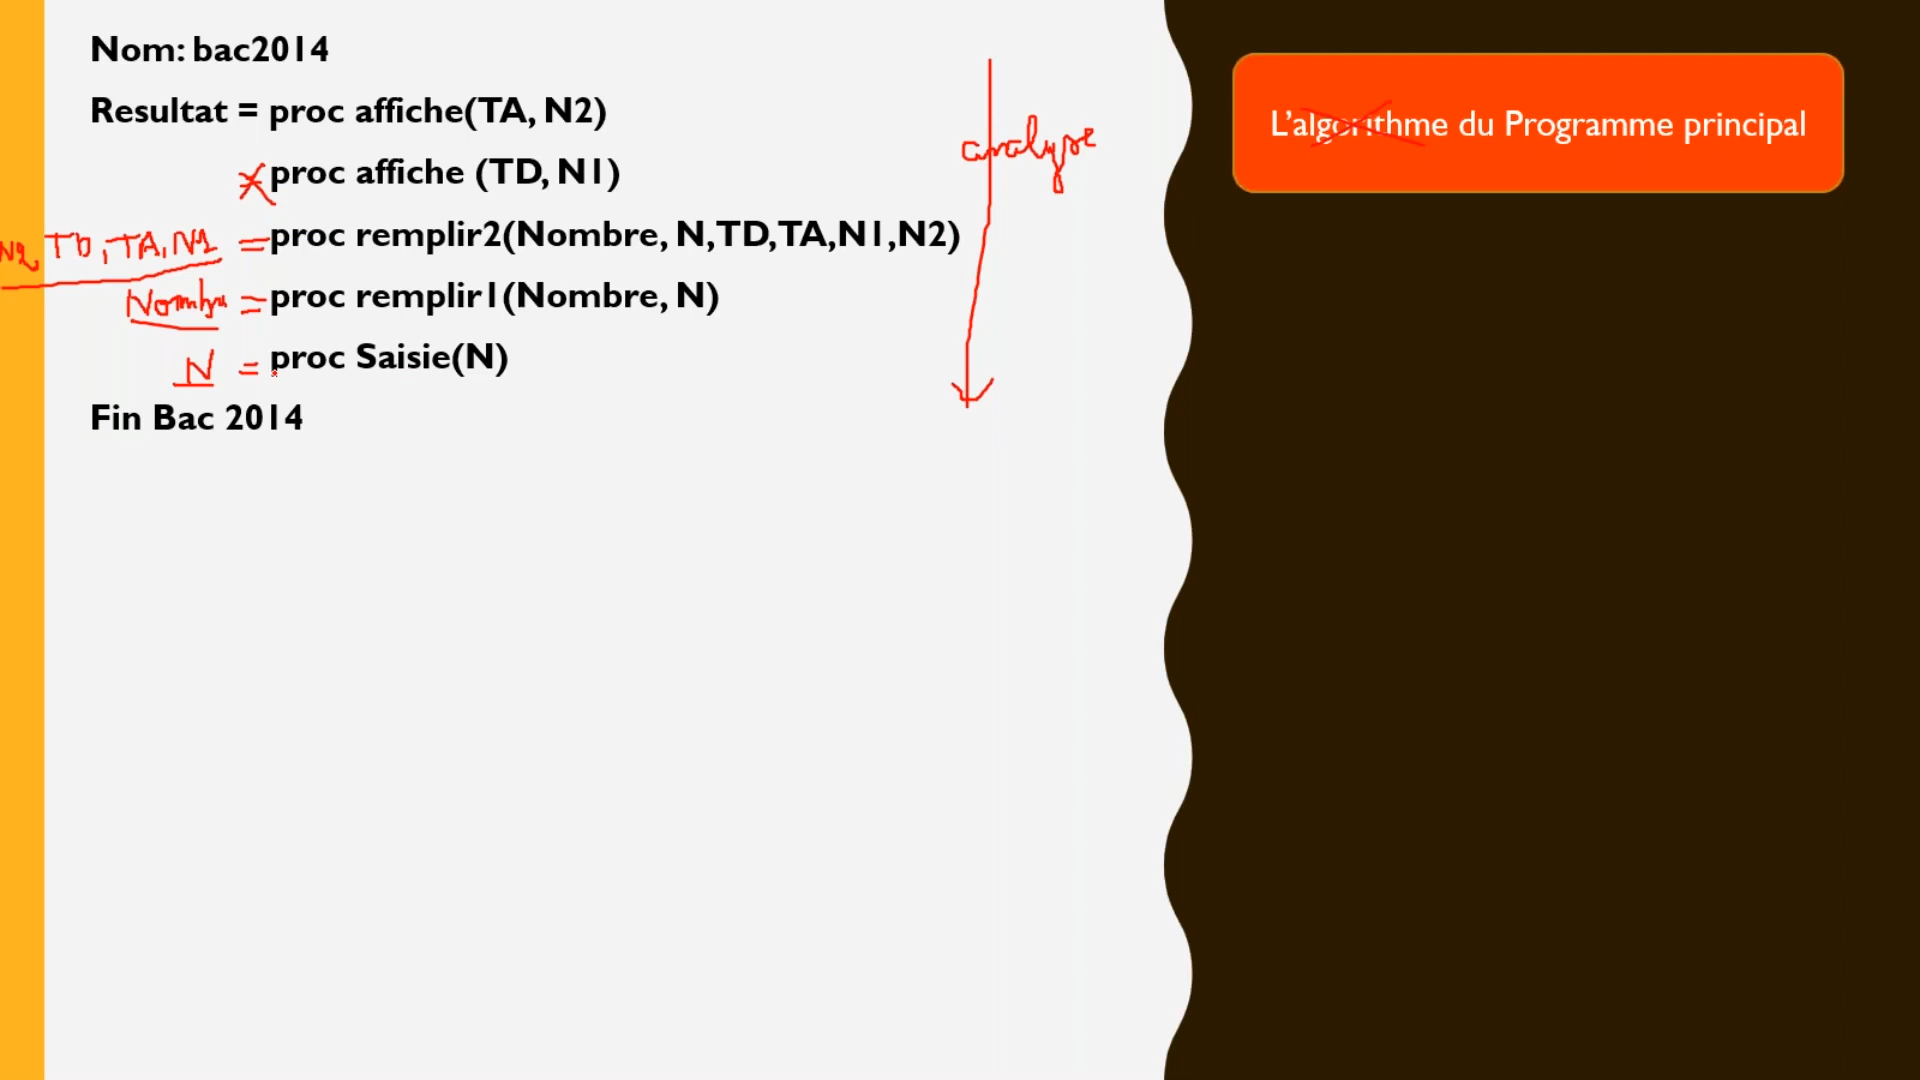 Nom: bac2014
Resultat = proc affiche(TA, N2)
proc affiche (TD, N1)
N2, TD, TA, N1 = proc remplir2(Nombre, N,TD,TA,N1,N2)
Nombre = proc remplir1(Nombre, N)
N = proc Saisie(N)
Fin Bac 2014
analyse
L'algorithme du Programme principal